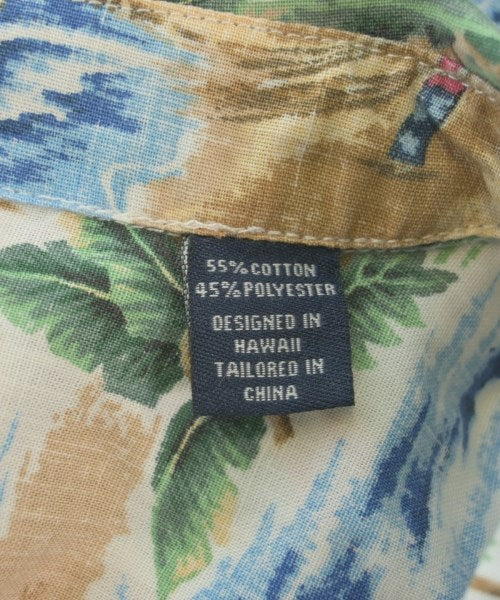 55% COTTON
45% POLYESTER
DESIGNED IN
HAWAII
TAILORED IN
CHINA